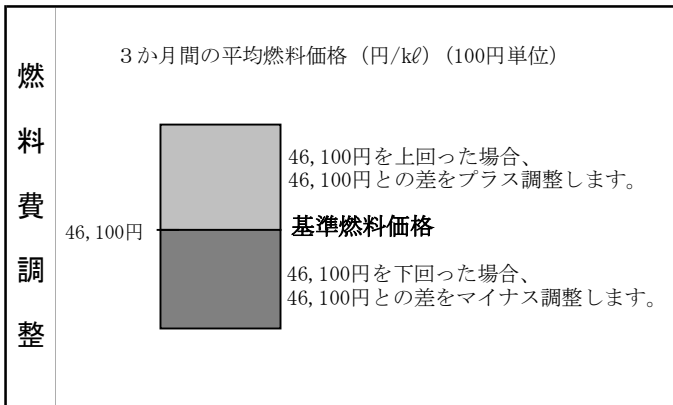 燃料費調整
3か月間の平均燃料価格（円/kℓ）(100円単位)
46,100円を上回った場合、
46,100円との差をプラス調整します。
46,100円
基準燃料価格
46,100円を下回った場合、
46,100円との差をマイナス調整します。